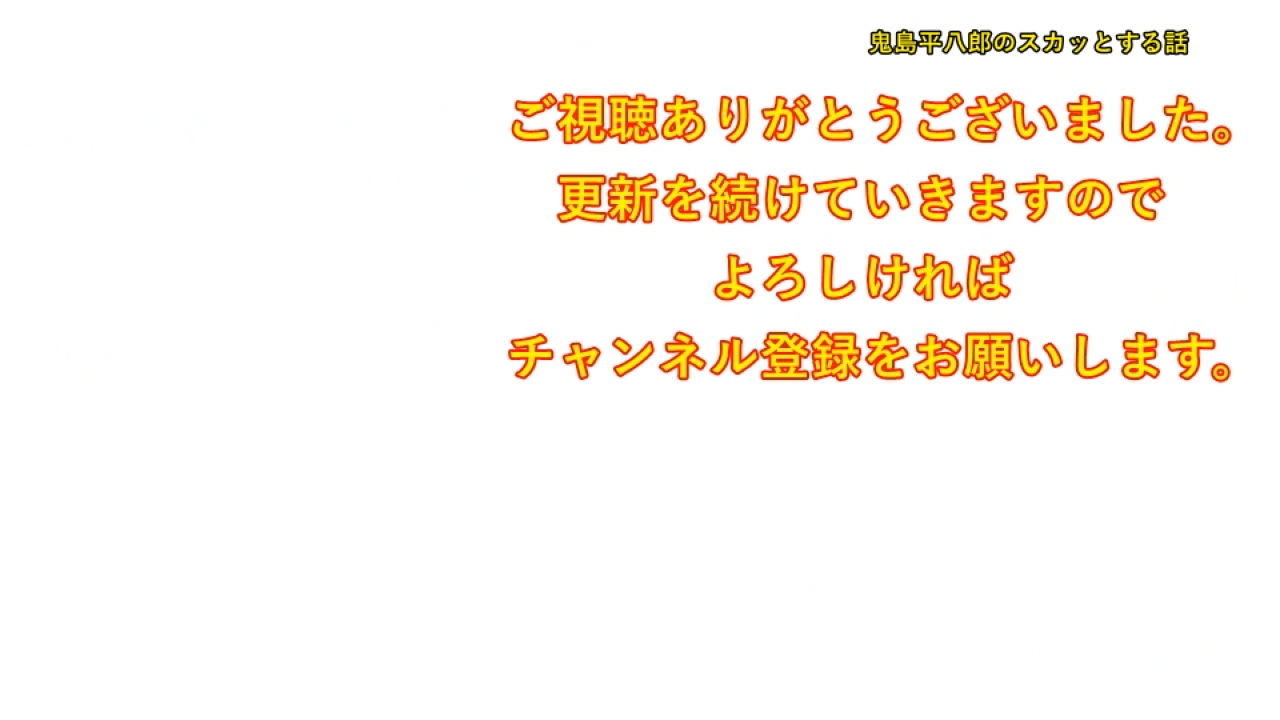 鬼島平八郎のスカッとする話
ご視聴ありがとうございました。
更新を続けていきますので
よろしければ
チャンネル登録をお願いします。